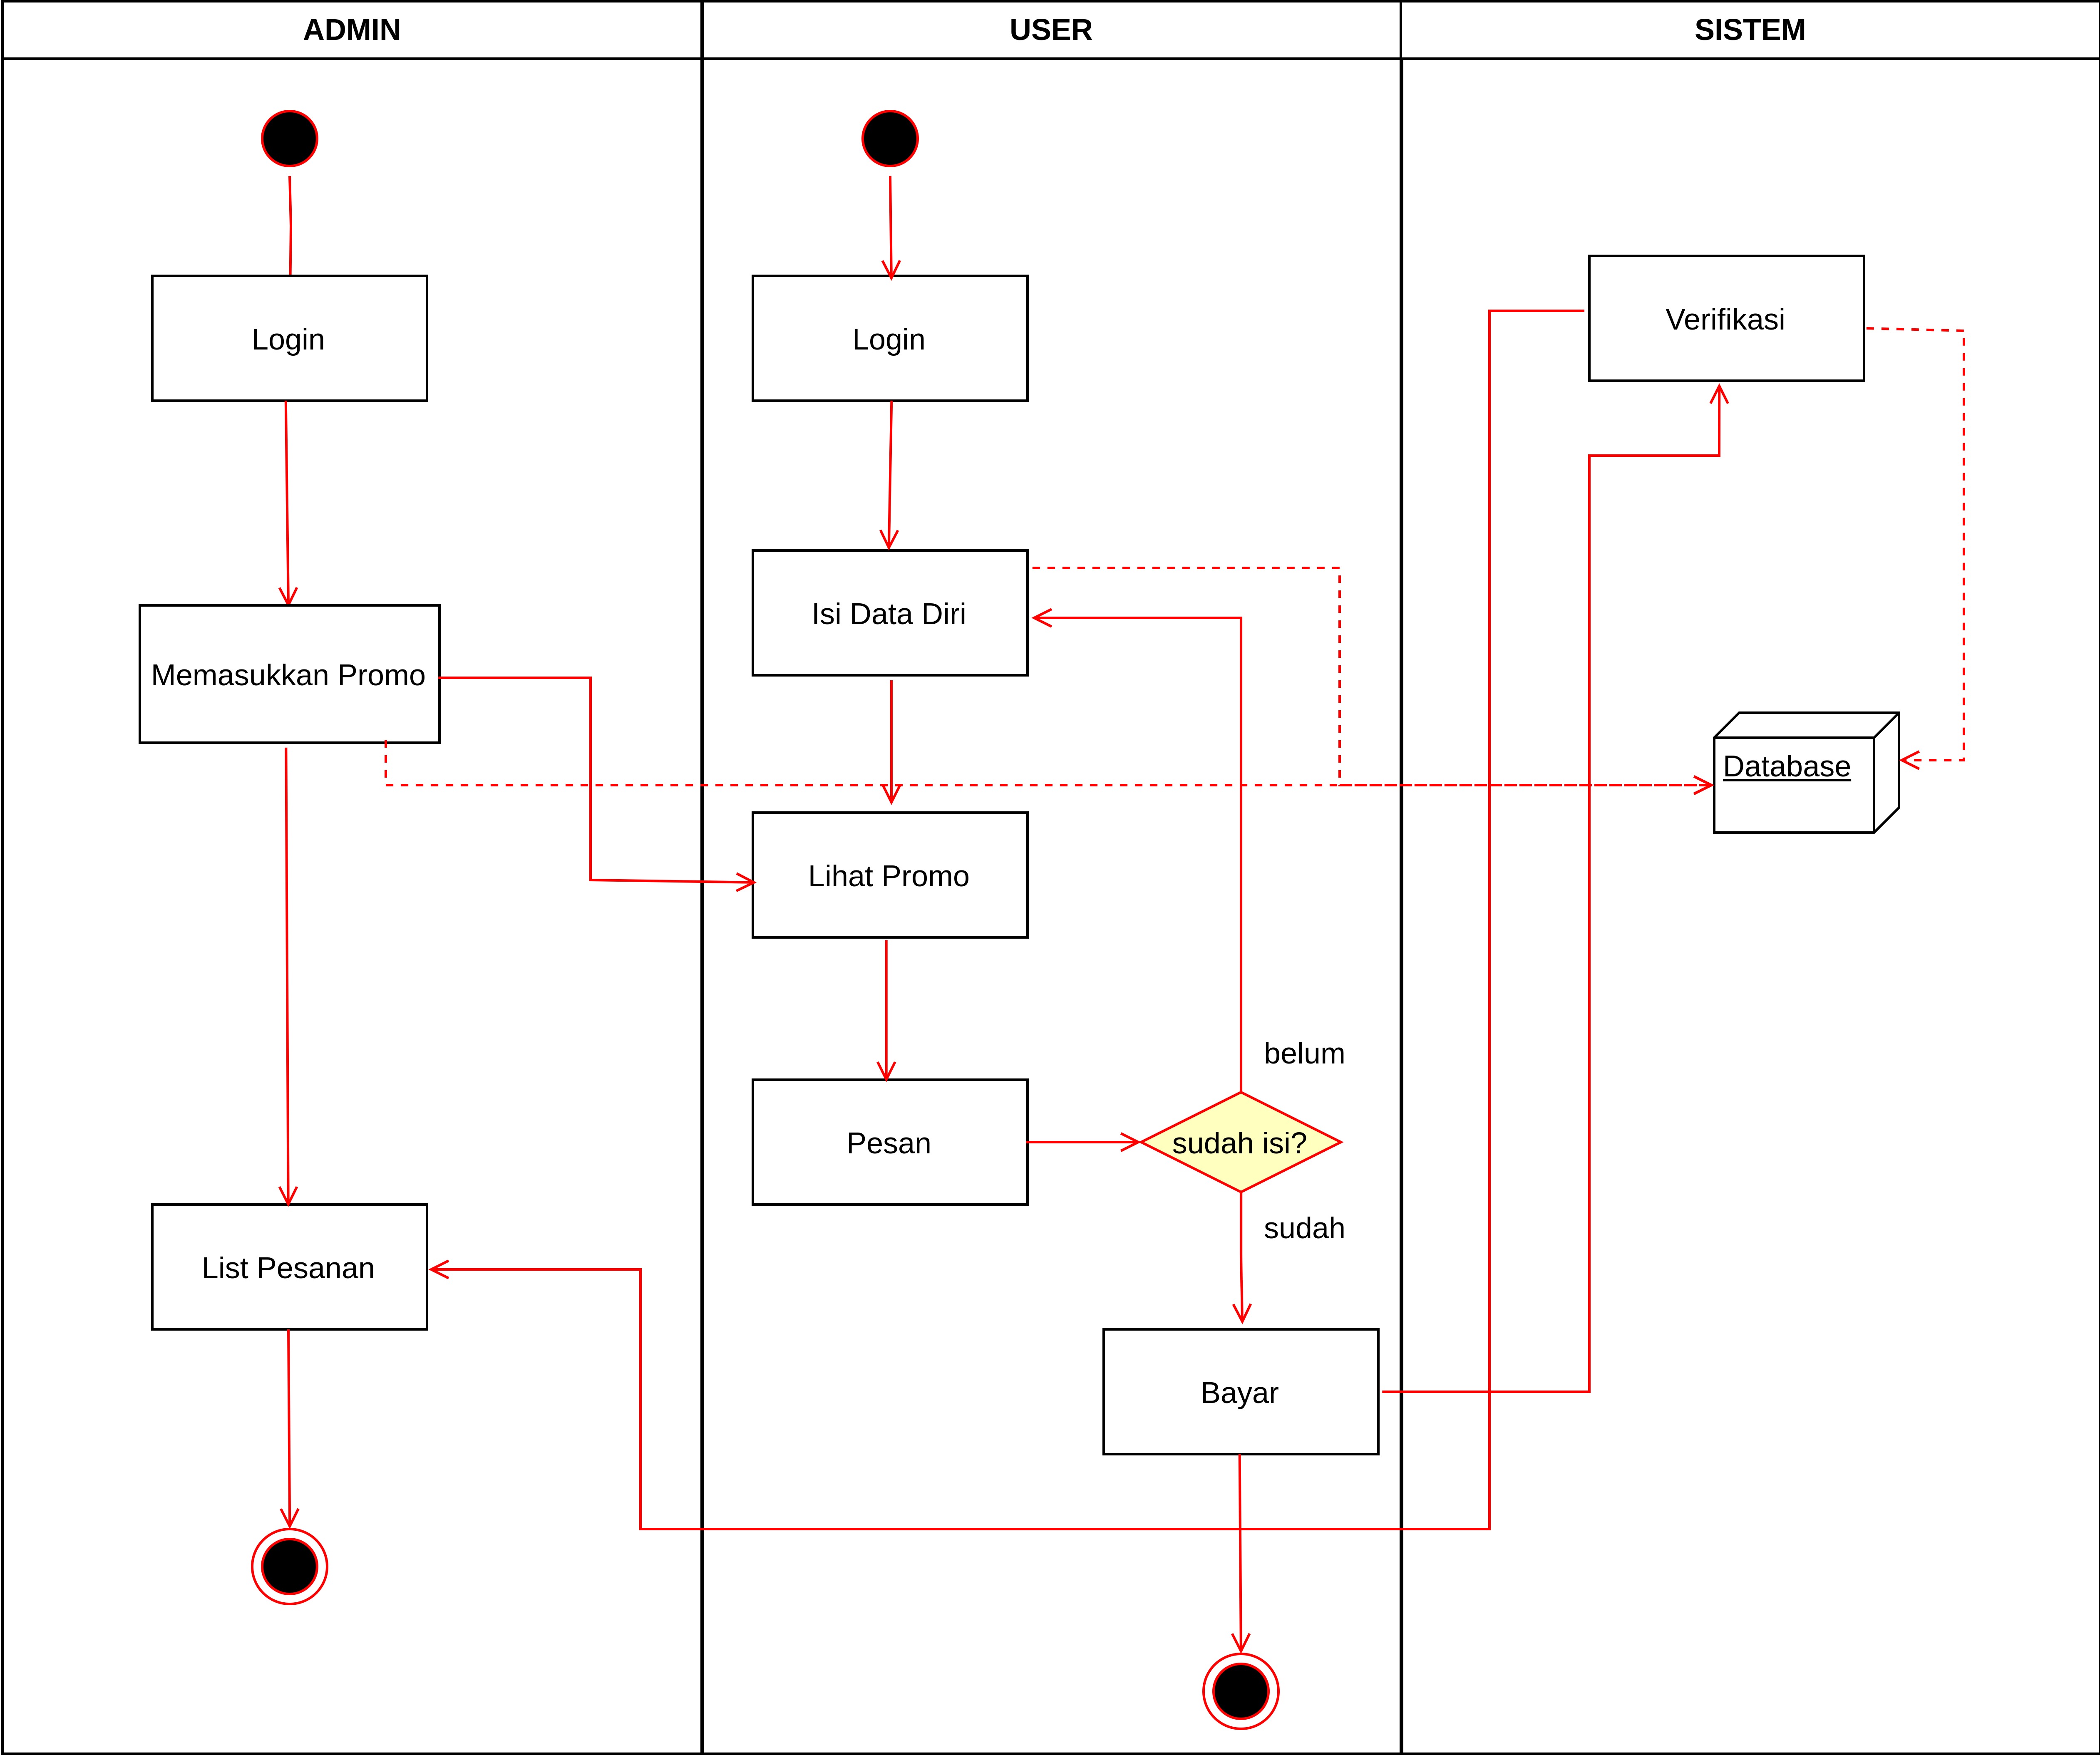 ADMIN
USER
SISTEM
Login
Memasukkan Promo
List Pesanan
Login
Isi Data Diri
Lihat Promo
Pesan
belum
sudah isi?
sudah
Bayar
Verifikasi
Database